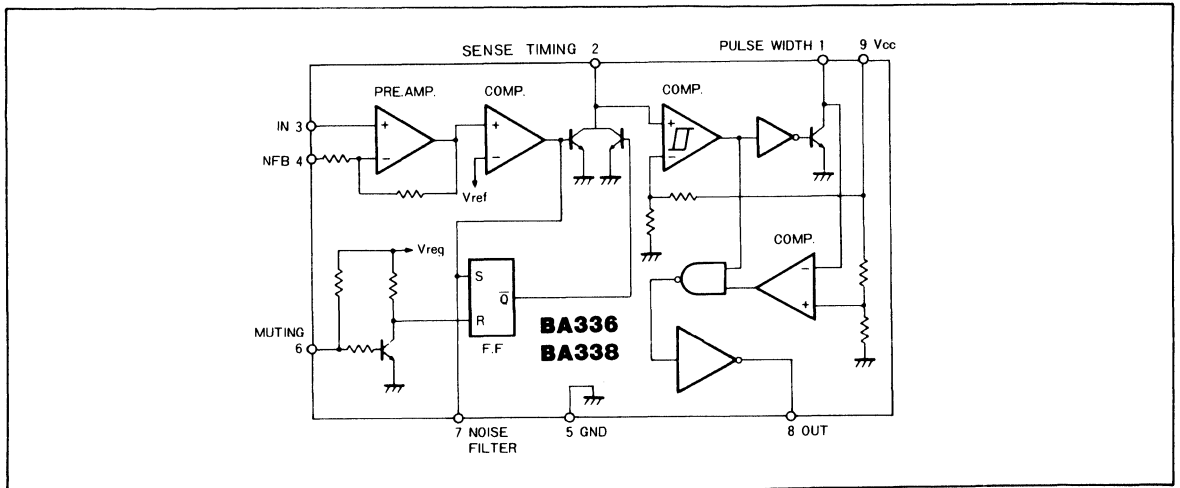 SENSE TIMING 2
PULSE WIDTH 1
9 Vcc
PRE.AMP.
COMP.
COMP.
IN 3
+
−
+
−
+
−
NFB 4
Vref
Vreg
COMP.
−
+
S
Q
R
F.F
BA336
BA338
MUTING
6
7 NOISE
FILTER
5 GND
8 OUT